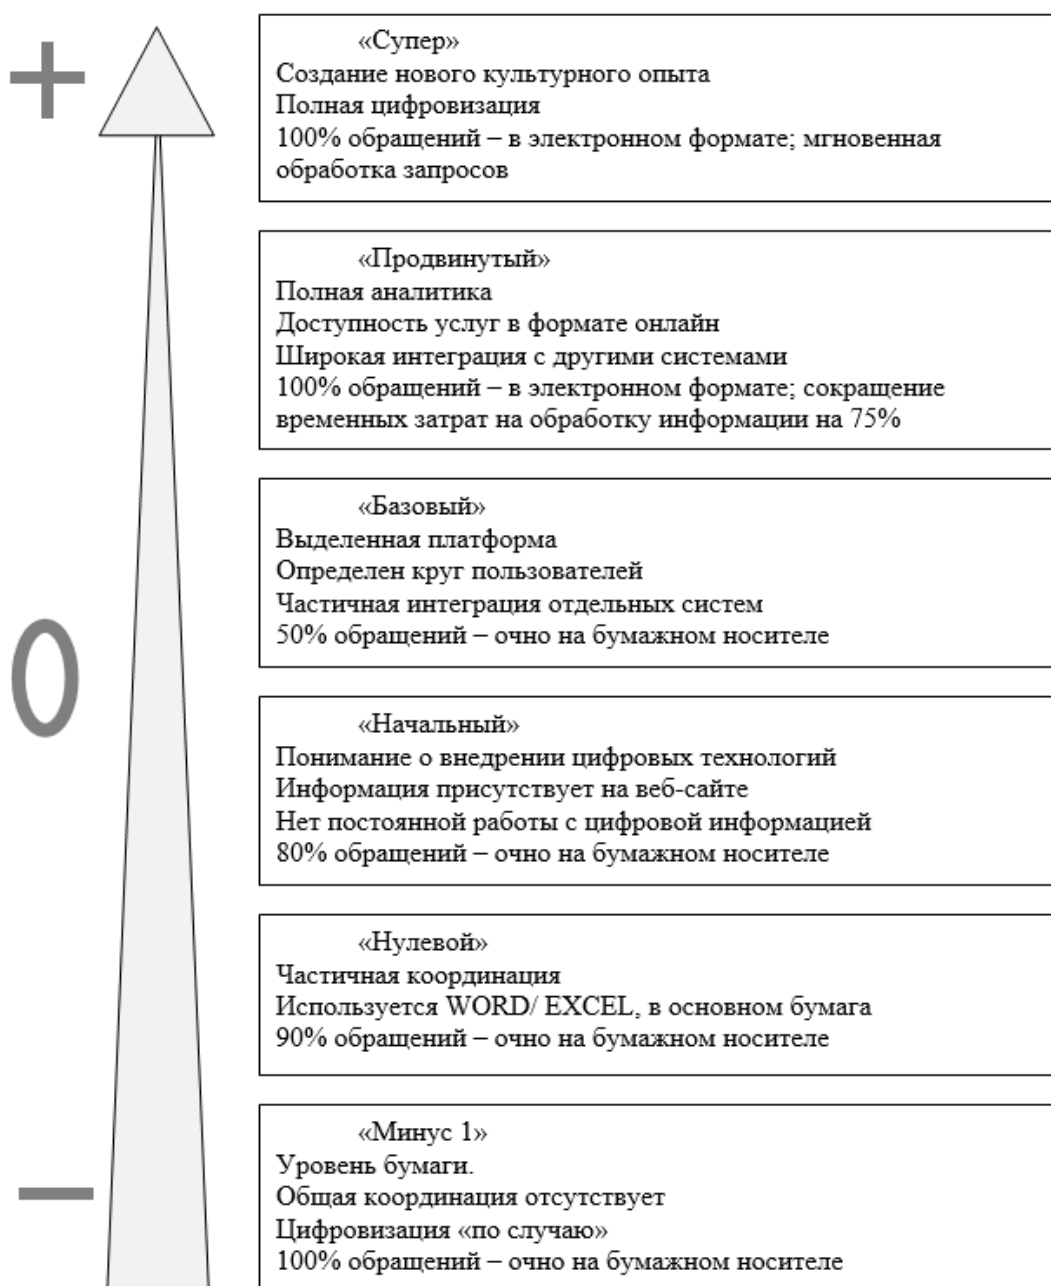 «Супер»
Создание нового культурного опыта
Полная цифровизация
100% обращений – в электронном формате; мгновенная
обработка запросов
«Продвинутый»
Полная аналитика
Доступность услуг в формате онлайн
Широкая интеграция с другими системами
100% обращений – в электронном формате; сокращение
временных затрат на обработку информации на 75%
«Базовый»
Выделенная платформа
Определен круг пользователей
Частичная интеграция отдельных систем
50% обращений – очно на бумажном носителе
«Начальный»
Понимание о внедрении цифровых технологий
Информация присутствует на веб-сайте
Нет постоянной работы с цифровой информацией
80% обращений – очно на бумажном носителе
«Нулевой»
Частичная координация
Используется WORD/ EXCEL, в основном бумага
90% обращений – очно на бумажном носителе
«Минус 1»
Уровень бумаги.
Общая координация отсутствует
Цифровизация «по случаю»
100% обращений – очно на бумажном носителе
+
0
–